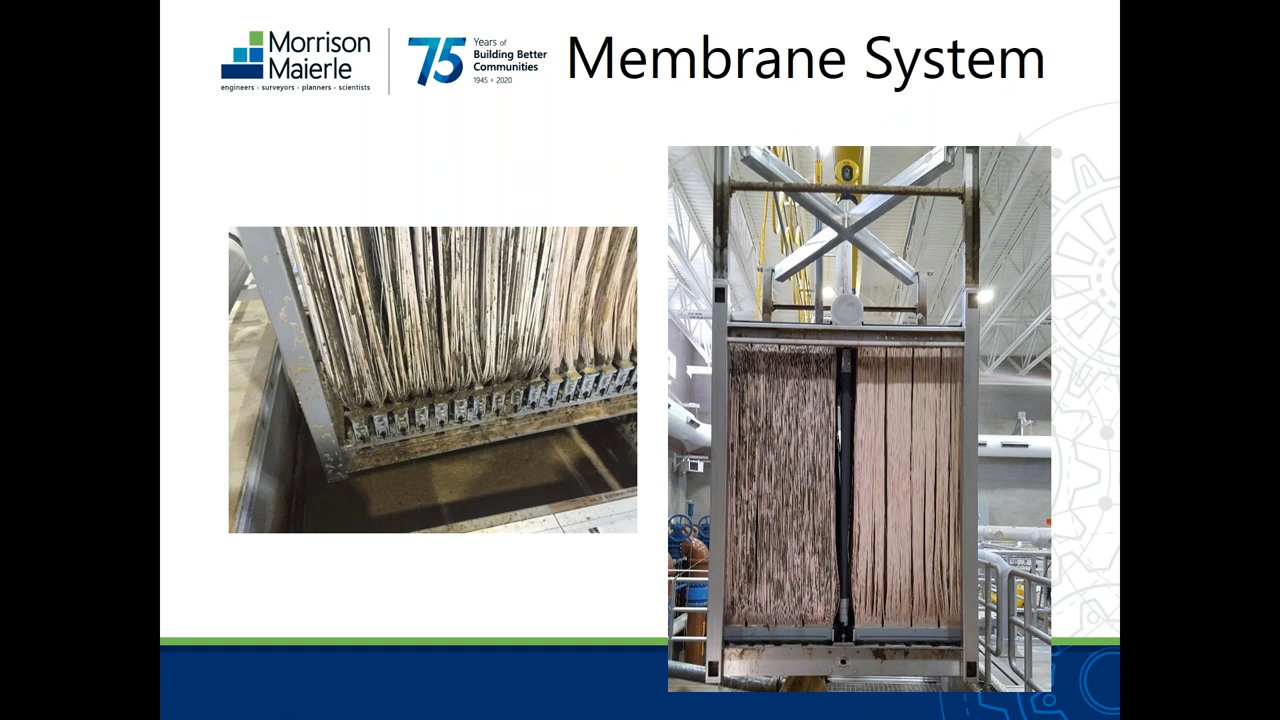 Morrison
Maierle
engineers • surveyors • planners • scientists
75
Years of
Building Better
Communities
1945 • 2020
Membrane System